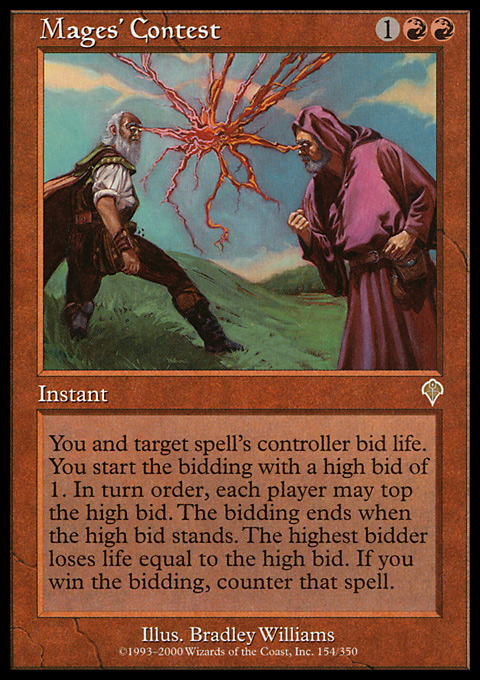 Mages' Contest 1
Instant
You and target spell's controller bid life.
You start the bidding with a high bid of
1. In turn order, each player may top
the high bid. The bidding ends when
the high bid stands. The highest bidder
loses life equal to the high bid. If you
win the bidding, counter that spell.
Illus. Bradley Williams
©1993–2000 Wizards of the Coast, Inc. 154/350